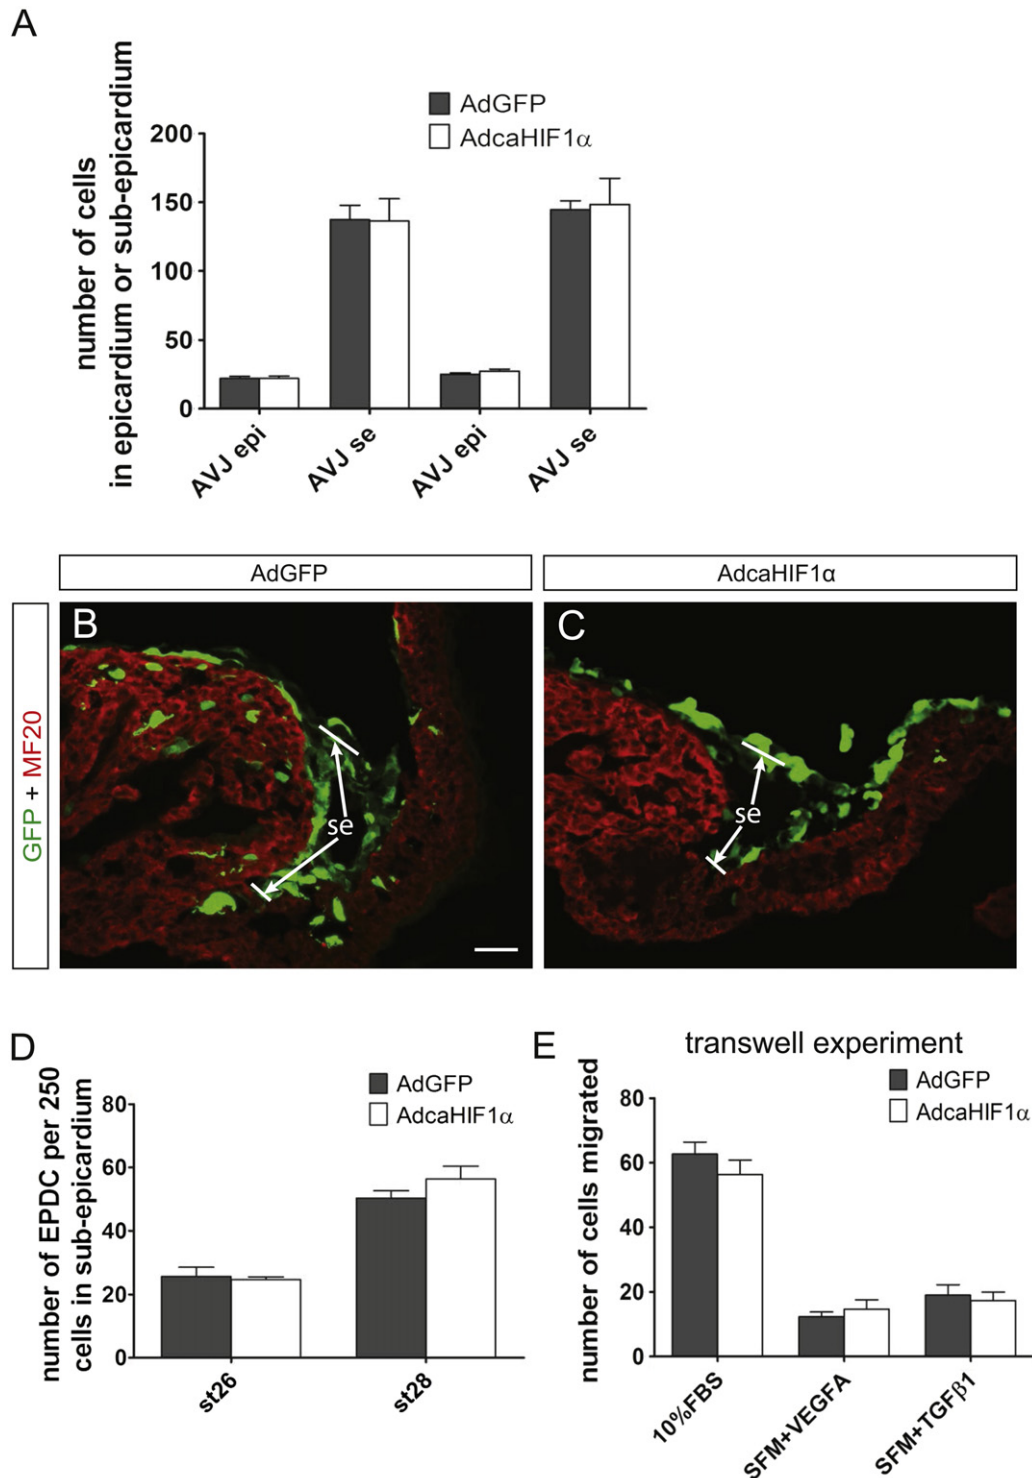 A
AdGFP
AdcaHIF1α
number of cells
in epicardium or sub-epicardium
200
150
100
50
0
AVJ epi
AVJ se
AVJ epi
AVJ se
AdGFP
AdcaHIF1α
GFP + MF20
B
se
C
se
D
AdGFP
AdcaHIF1α
number of EPDC per 250
cells in sub-epicardium
80
60
40
20
0
st26
st28
E
transwell experiment
AdGFP
AdcaHIF1α
number of cells migrated
80
60
40
20
0
10%FBS
SFM+VEGFA
SFM+TGFβ1